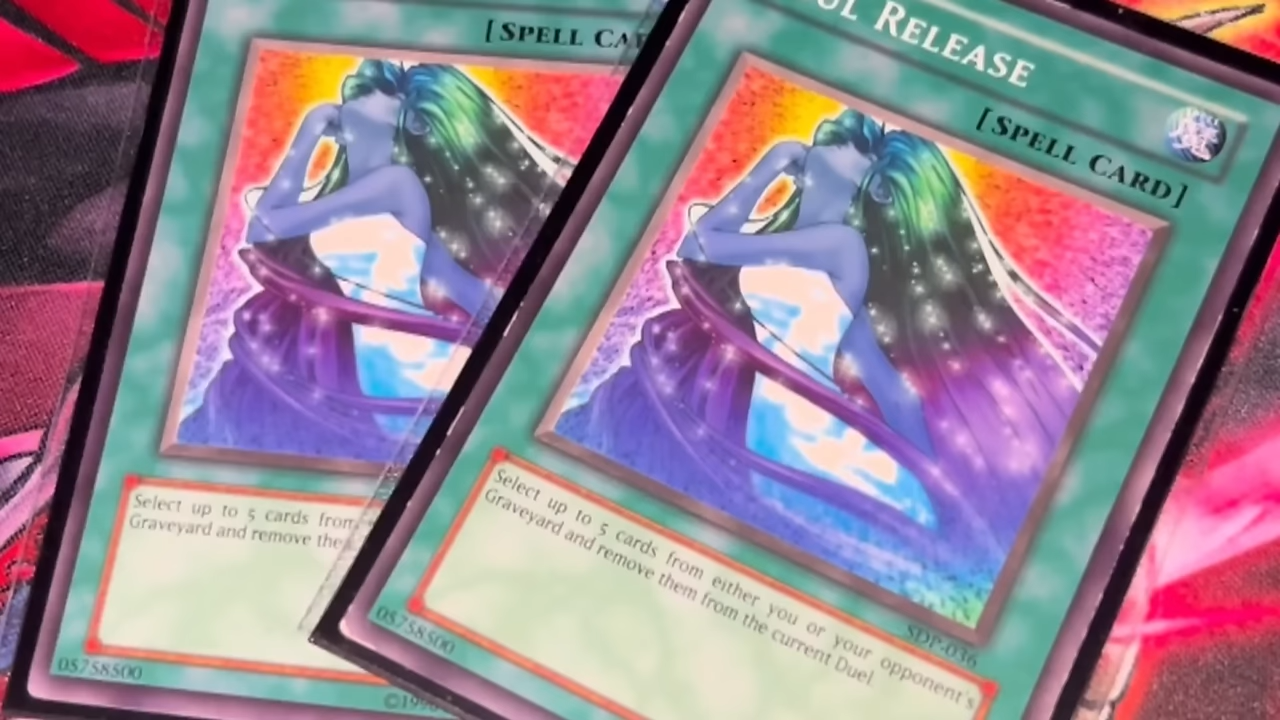 [SPELL CA
Select up to 5 cards from
Graveyard and remove the
05758500
©1996
UL RELEASE
[SPELL CARD]
SDP-036
Select up to 5 cards from either you or your opponent's
Graveyard and remove them from the current Duel
05758500